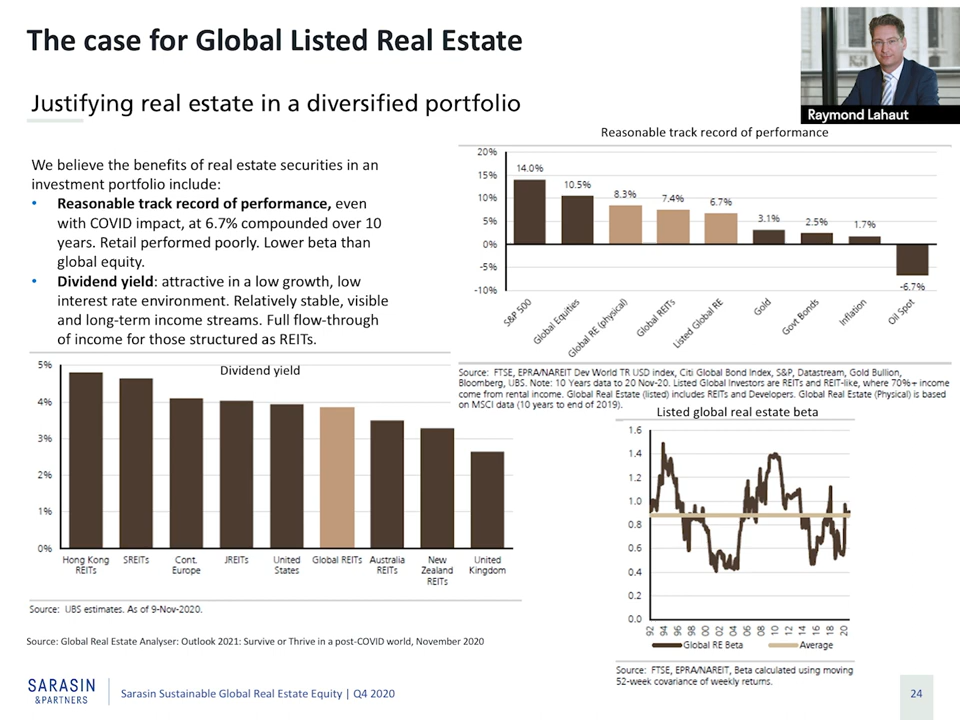 The case for Global Listed Real Estate
Raymond Lahaut
Justifying real estate in a diversified portfolio
We believe the benefits of real estate securities in an
investment portfolio include:
• Reasonable track record of performance, even
with COVID impact, at 6.7% compounded over 10
years. Retail performed poorly. Lower beta than
global equity.
• Dividend yield: attractive in a low growth, low
interest rate environment. Relatively stable, visible
and long-term income streams. Full flow-through
of income for those structured as REITs.
Reasonable track record of performance
20%
15%
10%
5%
0%
-5%
-10%
14.0%
10.5%
8.3%
7.4%
6.7%
3.1%
2.5%
1.7%
-6.7%
S&P 500
Global Equities
Global RE (physical)
Global REITs
Listed Global RE
Gold
Govt Bonds
Inflation
Oil Spot
Source: FTSE, EPRA/NAREIT Dev World TR USD index, Citi Global Bond Index, S&P, Datastream, Gold Bullion,
Bloomberg, UBS. Note: 10 Years data to 20 Nov-20. Listed Global Investors are REITs and REIT-like, where 70%+ income
come from rental income. Global Real Estate (listed) includes REITs and Developers. Global Real Estate (Physical) is based
on MSCI data (10 years to end of 2019).
Dividend yield
5%
4%
3%
2%
1%
0%
Hong Kong
REITs
SREITs
Cont.
Europe
JREITs
United
States
Global REITs
Australia
REITs
New
Zealand
REITs
United
Kingdom
Source: UBS estimates. As of 9-Nov-2020.
Listed global real estate beta
1.6
1.4
1.2
1.0
0.8
0.6
0.4
0.2
0.0
92 94 96 98 00 02 04 06 08 10 12 14 16 18 20
Global RE Beta
Average
Source: FTSE, EPRA/NAREIT, Beta calculated using moving
52-week covariance of weekly returns.
Source: Global Real Estate Analyser: Outlook 2021: Survive or Thrive in a post-COVID world, November 2020
SARASIN
& PARTNERS
Sarasin Sustainable Global Real Estate Equity | Q4 2020
24